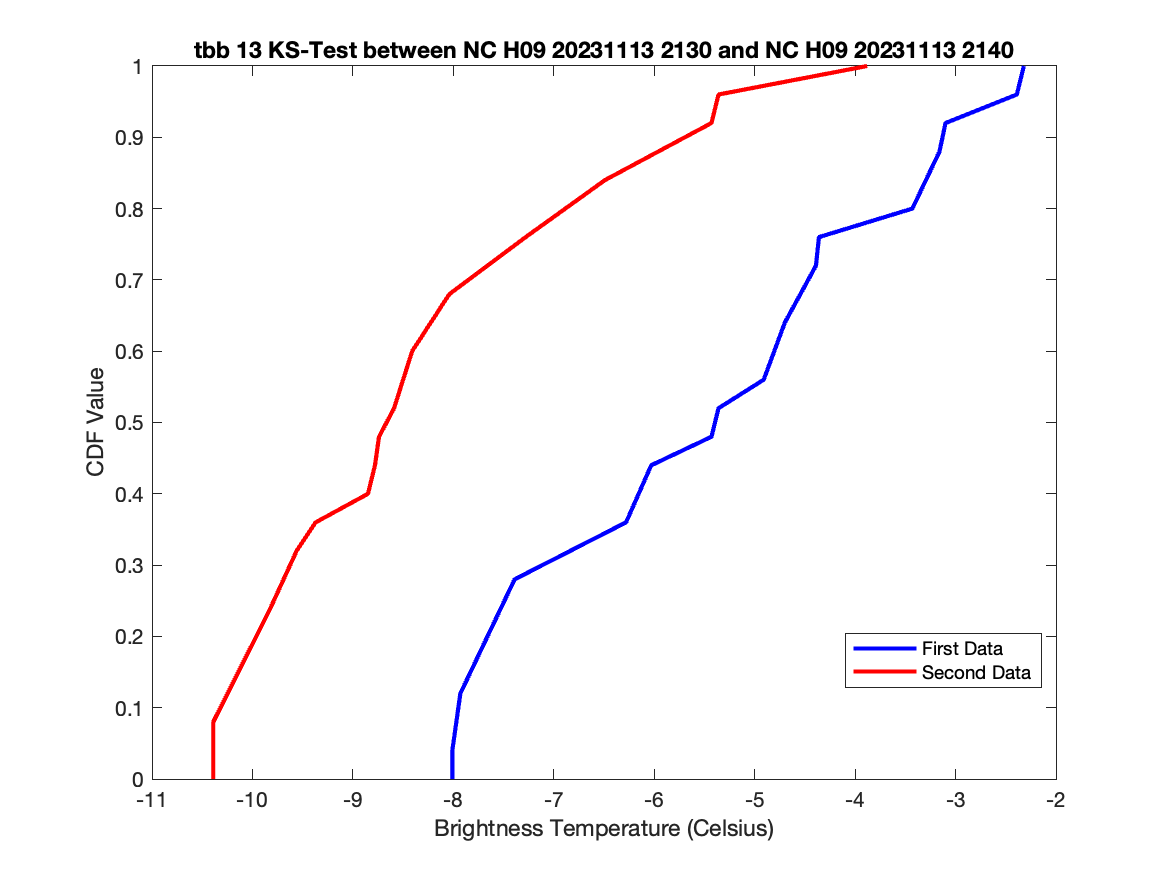 tbb 13 KS-Test between NC H09 20231113 2130 and NC H09 20231113 2140
1
0.9
0.8
0.7
0.6
0.5
0.4
0.3
0.2
0.1
0
CDF Value
First Data
Second Data
-11 -10 -9 -8 -7 -6 -5 -4 -3 -2
Brightness Temperature (Celsius)